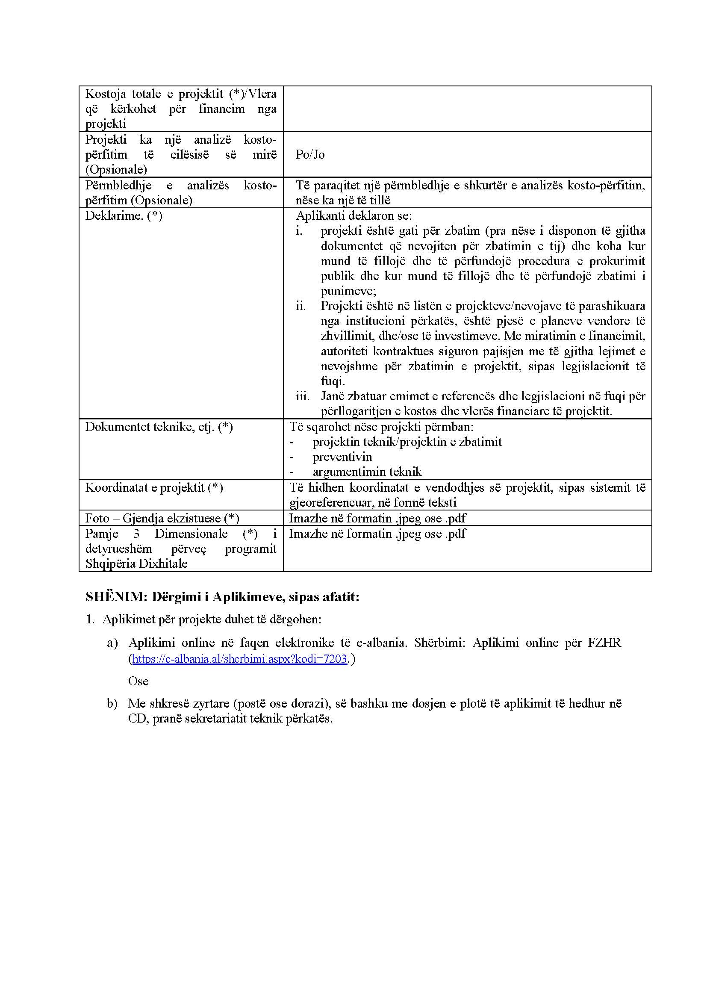 Kostoja totale e projektit (*)/Vlera
që kërkohet për financim nga
projekti
Projekti ka një analizë kosto-
përfitim të cilësisë së mirë
(Opsionale)
Po/Jo
Përmbledhje e analizës kosto-
përfitim (Opsionale)
Të paraqitet një përmbledhje e shkurtër e analizës kosto-përfitim,
nëse ka një të tillë
Deklarime. (*)
Aplikanti deklaron se:
i. projekti është gati për zbatim (pra nëse i disponon të gjitha
dokumentet që nevojiten për zbatimin e tij) dhe koha kur
mund të fillojë dhe të përfundojë procedura e prokurimit
publik dhe kur mund të fillojë dhe të përfundojë zbatimi i
punimeve;
ii. Projekti është në listën e projekteve/nevojave të parashikuara
nga institucioni përkatës, është pjesë e planeve vendore të
zhvillimit, dhe/ose të investimeve. Me miratimin e financimit,
autoriteti kontraktues siguron pajisjen me të gjitha lejimet e
nevojshme për zbatimin e projektit, sipas legjislacionit të
fuqi.
iii. Janë zbatuar cmimet e referencës dhe legjislacioni në fuqi për
përllogaritjen e kostos dhe vlerës financiare të projektit.
Dokumentet teknike, etj. (*)
Të sqarohet nëse projekti përmban:
- projektin teknik/projektin e zbatimit
- preventivin
- argumentimin teknik
Koordinatat e projektit (*)
Të hidhen koordinatat e vendodhjes së projektit, sipas sistemit të
gjeoreferencuar, në formë teksti
Foto – Gjendja ekzistuese (*)
Imazhe në formatin .jpeg ose .pdf
Pamje 3 Dimensionale (*) i
detyrueshëm përveç programit
Shqipëria Dixhitale
Imazhe në formatin .jpeg ose .pdf
SHËNIM: Dërgimi i Aplikimeve, sipas afatit:
1. Aplikimet për projekte duhet të dërgohen:
a) Aplikimi online në faqen elektronike të e-albania. Shërbimi: Aplikimi online për FZHR
(https://e-albania.al/sherbimi.aspx?kodi=7203.)
Ose
b) Me shkresë zyrtare (postë ose dorazi), së bashku me dosjen e plotë të aplikimit të hedhur në
CD, pranë sekretariatit teknik përkatës.